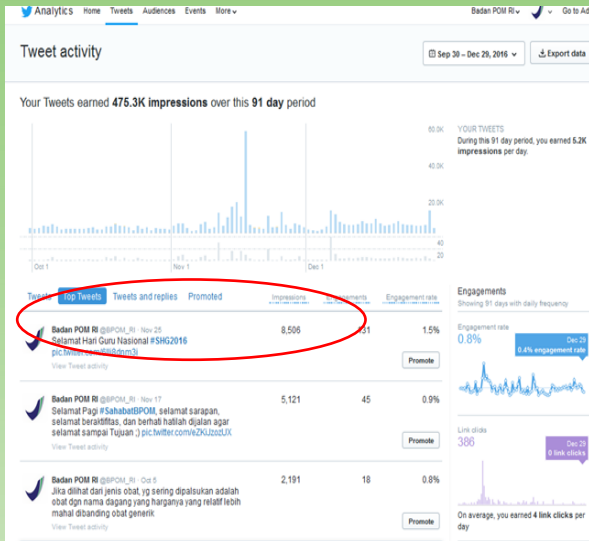 Analytics Home Tweets Audiences Events More Badan POM RI Go to Ad
Tweet activity
Sep 30 – Dec 29, 2016 Export data
Your Tweets earned 475.3K impressions over this 91 day period
60.0K
40.0K
20.0K
40
20
Oct 1 Nov 1 Dec 1
YOUR TWEETS
During this 91 day period, you earned 5.2K
impressions per day.
Tweets Top Tweets Tweets and replies Promoted Impressions Engagements Engagement rate
Badan POM RI @BPOM_RI · Nov 25 8,506 131 1.5%
Selamat Hari Guru Nasional #SHG2016
View Tweet activity
Promote
Badan POM RI @BPOM_RI · Nov 17 5,121 45 0.9%
Selamat Pagi #SahabatBPOM, selamat sarapan,
selamat beraktifitas, dan berhati hatilah dijalan agar
selamat sampai Tujuan ;) pic.twitter.com/eZKiJzozUX
View Tweet activity
Promote
Badan POM RI @BPOM_RI · Oct 5 2,191 18 0.8%
Jika dilihat dari jenis obat, yg sering dipalsukan adalah
obat dgn nama dagang yang harganya yang relatif lebih
mahal dibanding obat generik
View Tweet activity
Promote
Engagements
Showing 91 days with daily frequency
Engagement rate
0.8% Dec 29
0.4% engagement rate
Link clicks
386 Dec 29
0 link clicks
On average, you earned 4 link clicks per
day